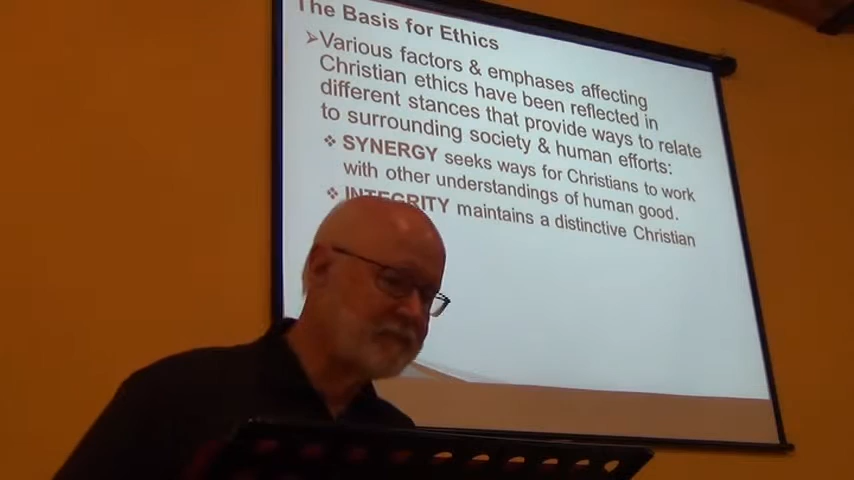 The Basis for Ethics
➢Various factors & emphases affecting
Christian ethics have been reflected in
different stances that provide ways to relate
to surrounding society & human efforts:
❖ SYNERGY seeks ways for Christians to work
with other understandings of human good.
❖ INTEGRITY maintains a distinctive Christian